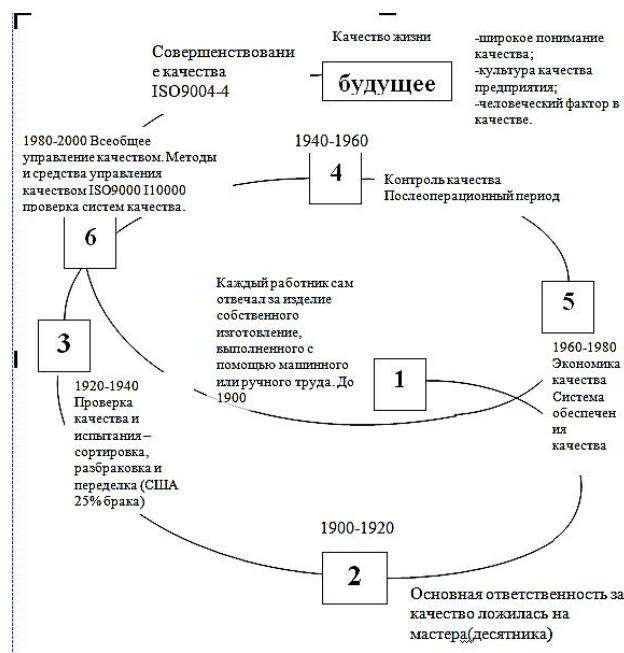 Качество жизни
-широкое понимание
качества;
-культура качества
предприятия;
-человеческий фактор в
качестве.
Совершенствовани
е качества
ISO9004-4
будущее
1980-2000 Всеобщее
управление качеством. Методы
и средства управления
качеством ISO9000 I10000
проверка систем качества.
6
1940-1960
4
Контроль качества
Послеоперационный период
5
1960-1980
Экономика
качества
Система
обеспечен
ия
качества
Каждый работник сам
отвечал за изделие
собственного
изготовление,
выполненного с
помощью машинного
или ручного труда. До
1900
1
3
1920-1940
Проверка
качества и
испытания –
сортировка,
разбраковка и
переделка (США
25% брака)
1900-1920
2
Основная ответственность за
качество ложилась на
мастера(десятника)